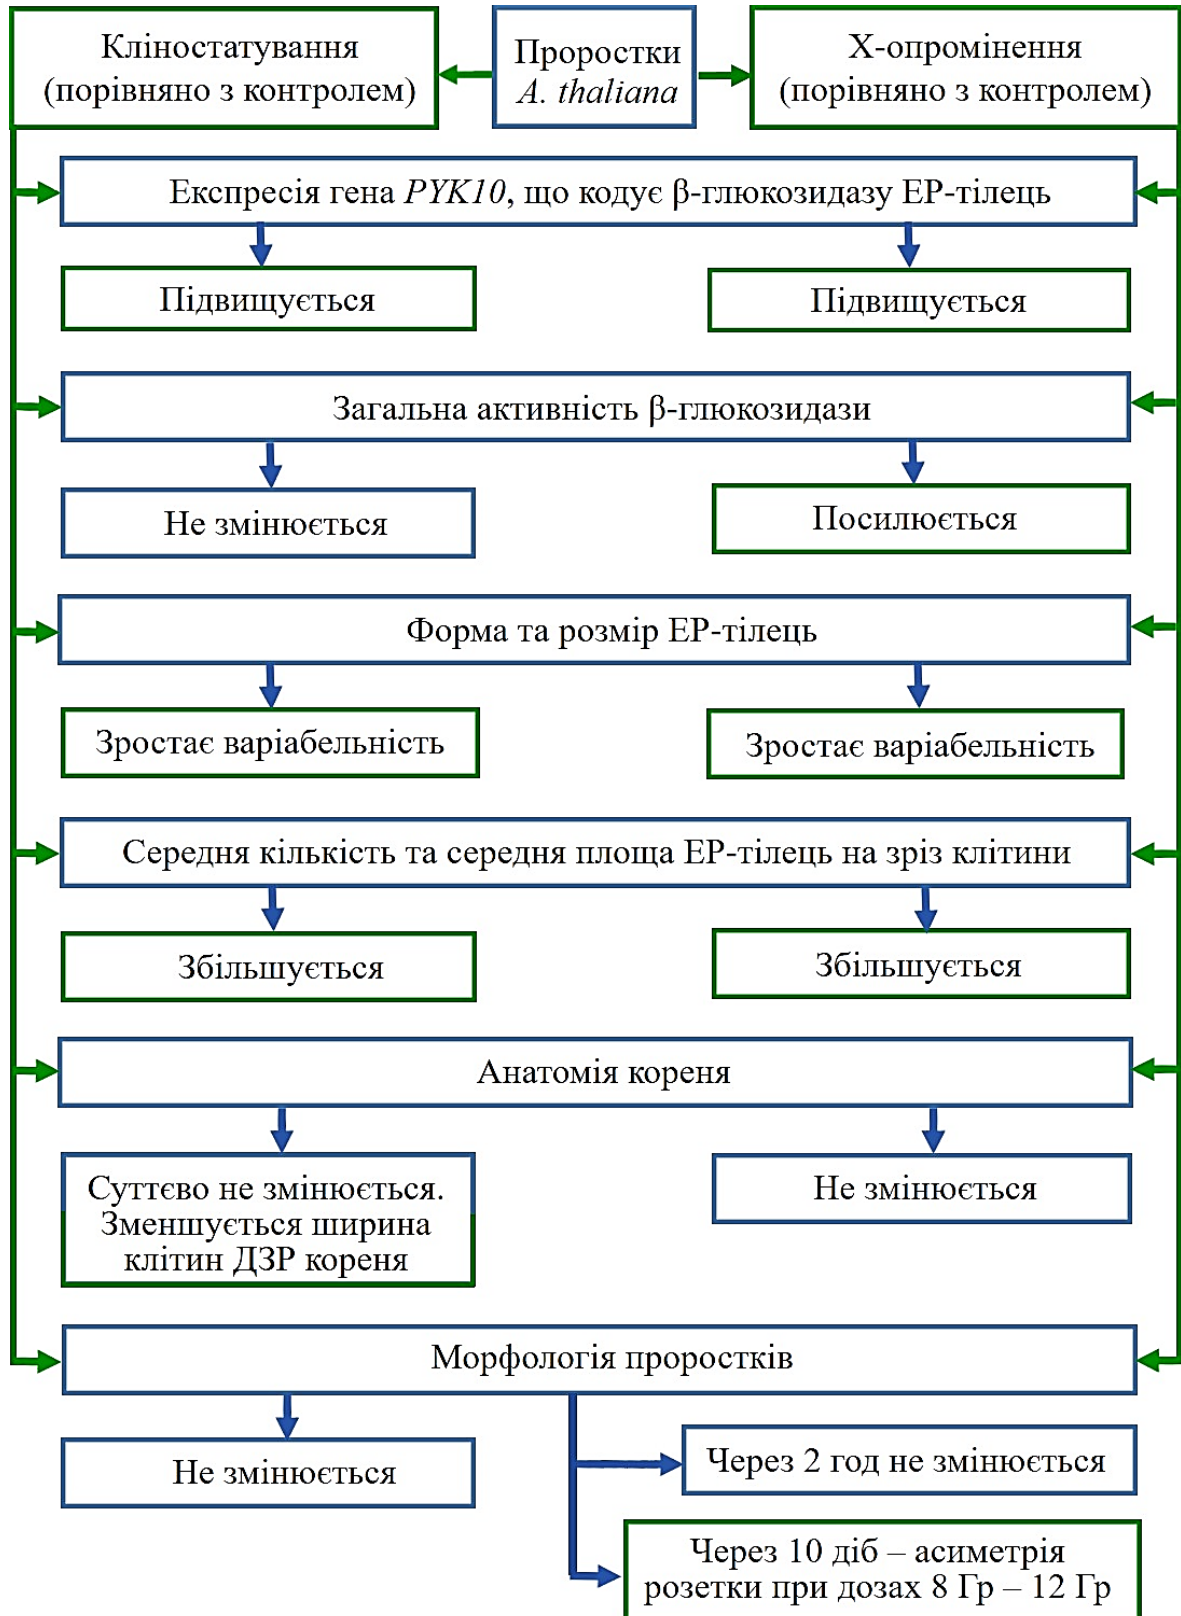 Кліностатування
(порівняно з контролем)
Проростки
A. thaliana
Х-опромінення
(порівняно з контролем)
Експресія гена PYK10, що кодує β-глюкозидазу ЕР-тілець
Підвищується
Підвищується
Загальна активність β-глюкозидази
Не змінюється
Посилюється
Форма та розмір ЕР-тілець
Зростає варіабельність
Зростає варіабельність
Середня кількість та середня площа ЕР-тілець на зріз клітини
Збільшується
Збільшується
Анатомія кореня
Суттєво не змінюється.
Зменшується ширина
клітин ДЗР кореня
Не змінюється
Морфологія проростків
Не змінюється
Через 2 год не змінюється
Через 10 діб – асиметрія
розетки при дозах 8 Гр – 12 Гр